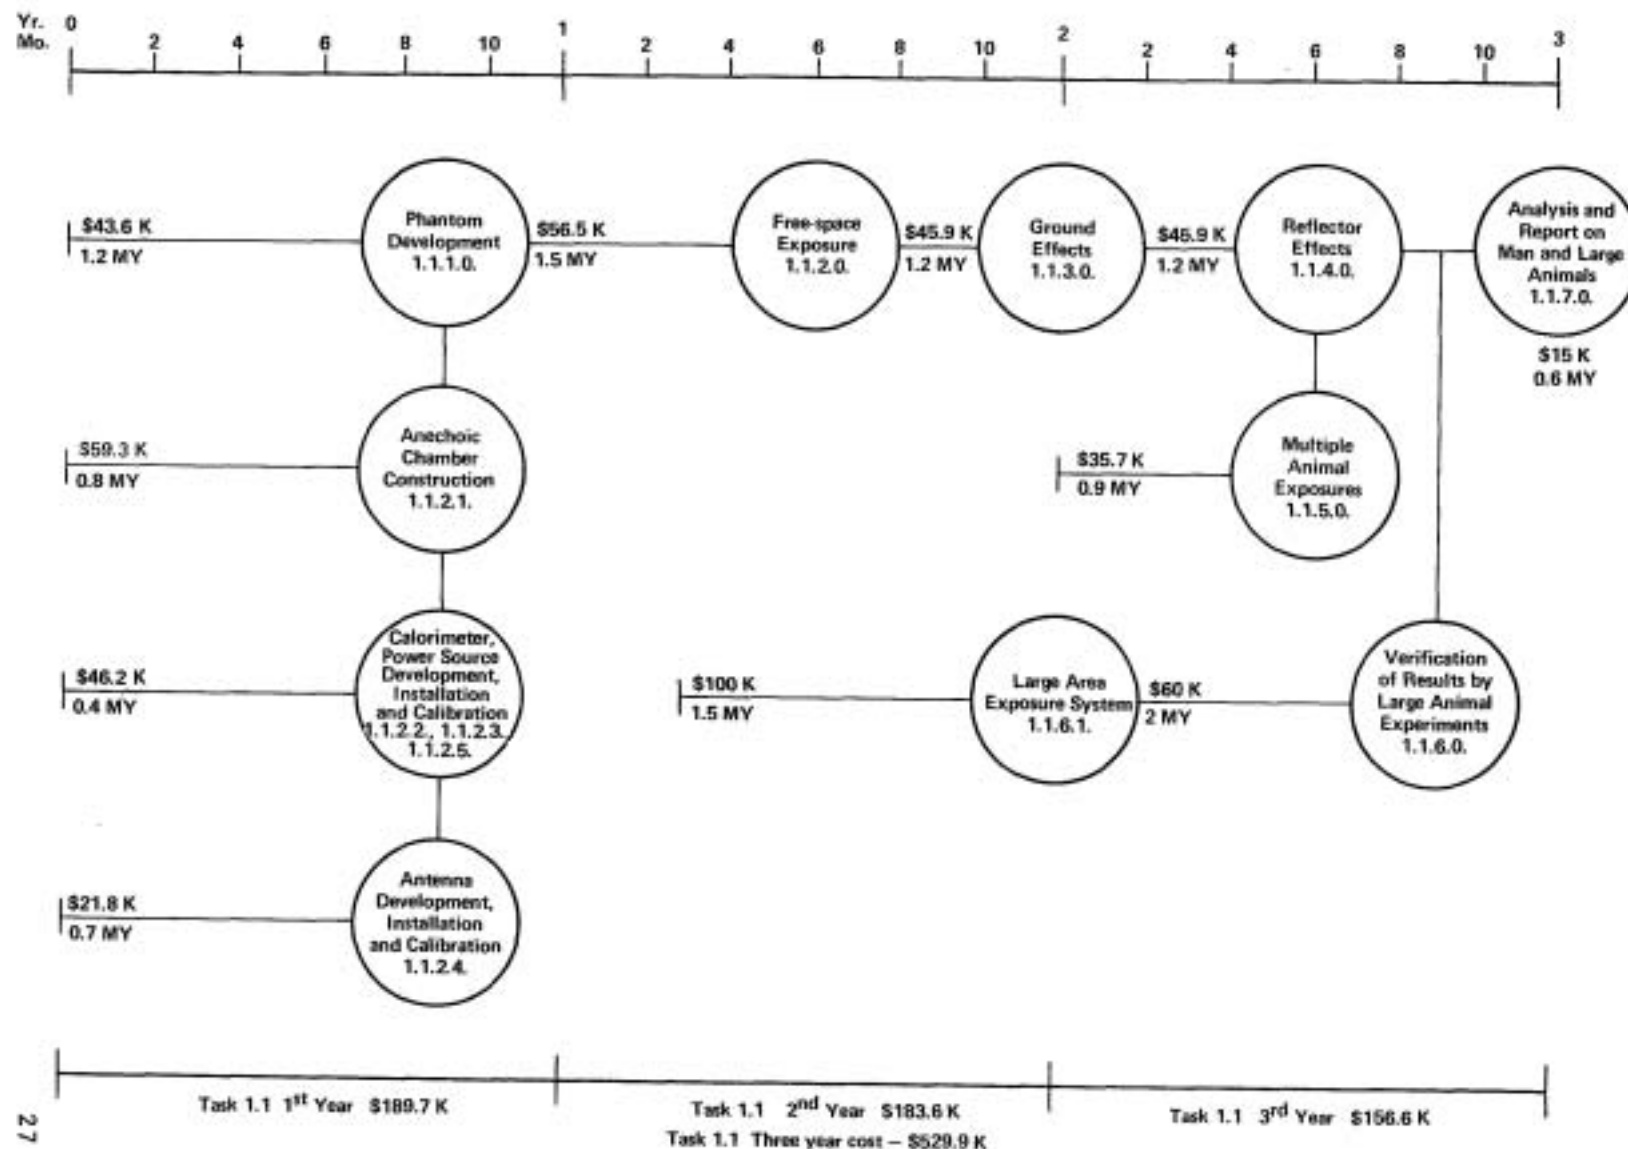 Yr. 0 1 2 3
Mo. 2 4 6 8 10 2 4 6 8 10 2 4 6 8 10
$43.6 K
1.2 MY
Phantom
Development
1.1.1.0.
$56.5 K
1.5 MY
Free-space
Exposure
1.1.2.0.
$45.9 K
1.2 MY
Ground
Effects
1.1.3.0.
$45.9 K
1.2 MY
Reflector
Effects
1.1.4.0.
Analysis and
Report on
Man and Large
Animals
1.1.7.0.
$15 K
0.6 MY
$59.3 K
0.8 MY
Anechoic
Chamber
Construction
1.1.2.1.
$35.7 K
0.9 MY
Multiple
Animal
Exposures
1.1.5.0.
$46.2 K
0.4 MY
Calorimeter,
Power Source
Development,
Installation
and Calibration
1.1.2.2., 1.1.2.3.
1.1.2.5.
$100 K
1.5 MY
Large Area
Exposure System
1.1.6.1.
$60 K
2 MY
Verification
of Results by
Large Animal
Experiments
1.1.6.0.
$21.8 K
0.7 MY
Antenna
Development,
Installation
and Calibration
1.1.2.4.
Task 1.1 1st Year $189.7 K
Task 1.1 2nd Year $183.6 K
Task 1.1 3rd Year $156.6 K
Task 1.1 Three year cost — $529.9 K
27